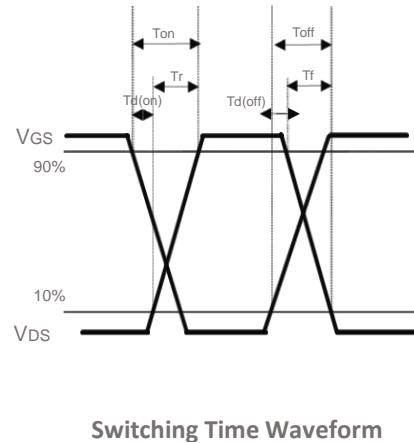 Ton
Toff
Tr
Tf
Td(on)
Td(off)
VGS
90%
10%
VDS
Switching Time Waveform